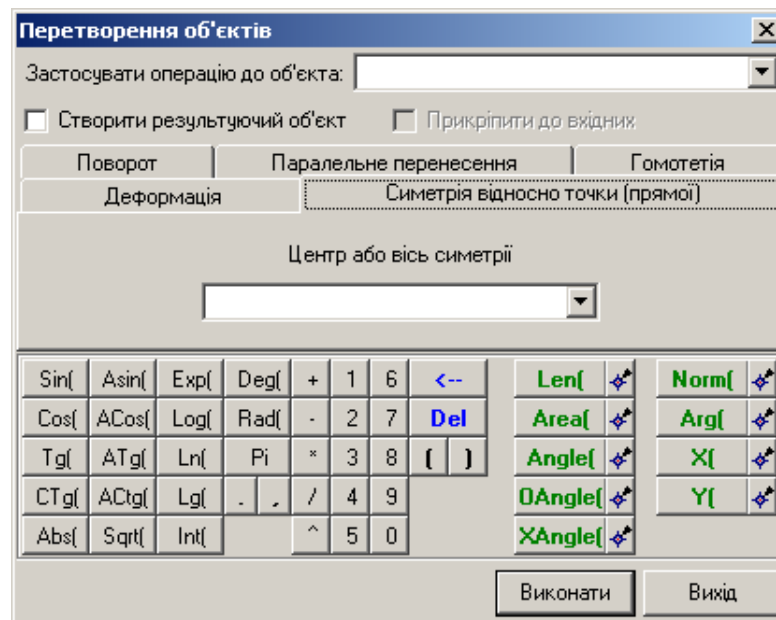 Перетворення об'єктів
Застосувати операцію до об'єкта:
Створити результуючий об'єкт Прикріпити до вхідних
Поворот Паралельне перенесення Гомотетія
Деформація Симетрія відносно точки (прямої)
Центр або вісь симетрії
Sin( Asin( Exp( Deg( + 1 6 <-- Len( Norm(
Cos( ACos( Log( Rad( - 2 7 Del Area( Arg(
Tg( ATg( Ln( Pi * 3 8 ( ) Angle( X(
CTg( ACtg( Lg( . , / 4 9 OAngle( Y(
Abs( Sqrt( Int( ^ 5 0 XAngle(
Виконати Вихід